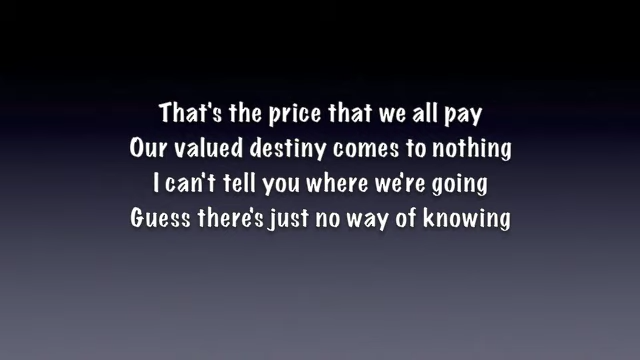 That's the price that we all pay
Our valued destiny comes to nothing
I can't tell you where we're going
Guess there's just no way of knowing